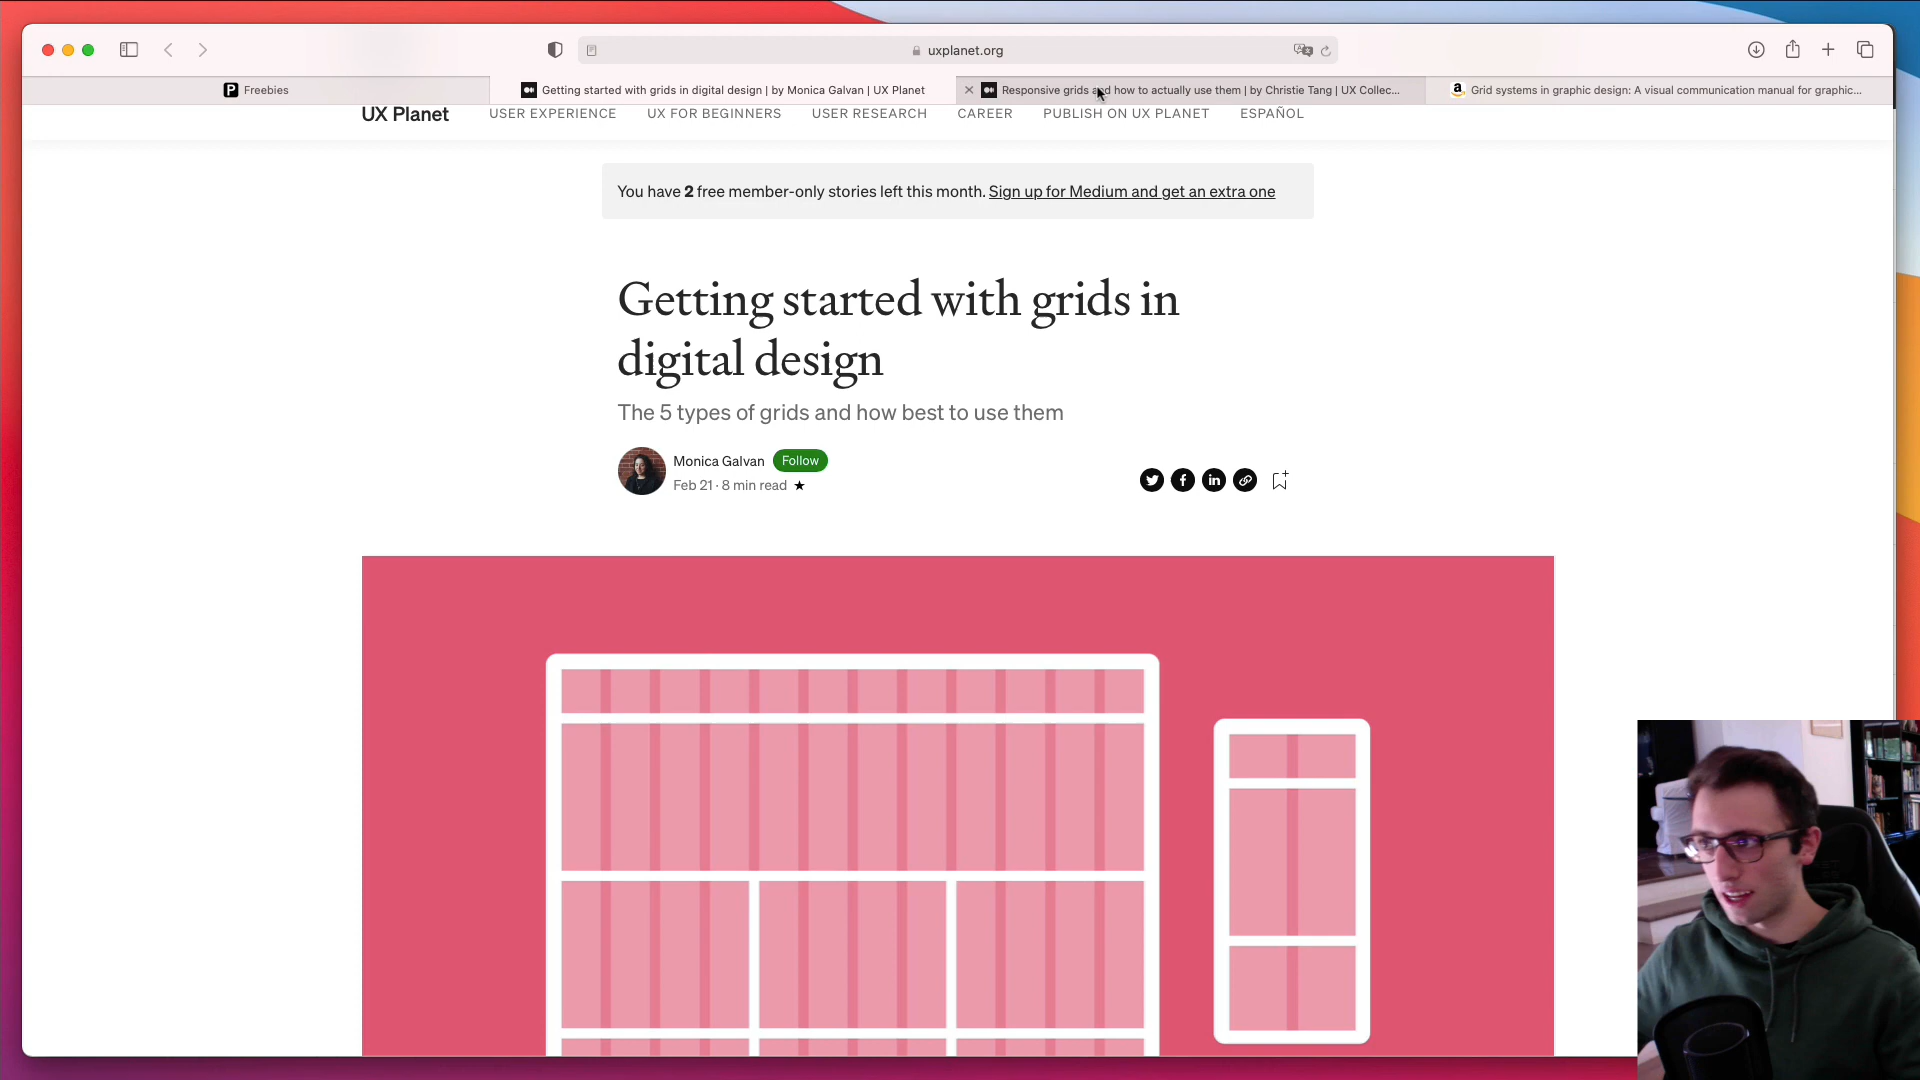 uxplanet.org
Freebies
Getting started with grids in digital design | by Monica Galvan | UX Planet
Responsive grids and how to actually use them | by Christie Tang | UX Collec...
Grid systems in graphic design: A visual communication manual for graphic...
UX Planet
USER EXPERIENCE
UX FOR BEGINNERS
USER RESEARCH
CAREER
PUBLISH ON UX PLANET
ESPAÑOL
You have 2 free member-only stories left this month. Sign up for Medium and get an extra one
Getting started with grids in
digital design
The 5 types of grids and how best to use them
Monica Galvan
Follow
Feb 21 · 8 min read ★